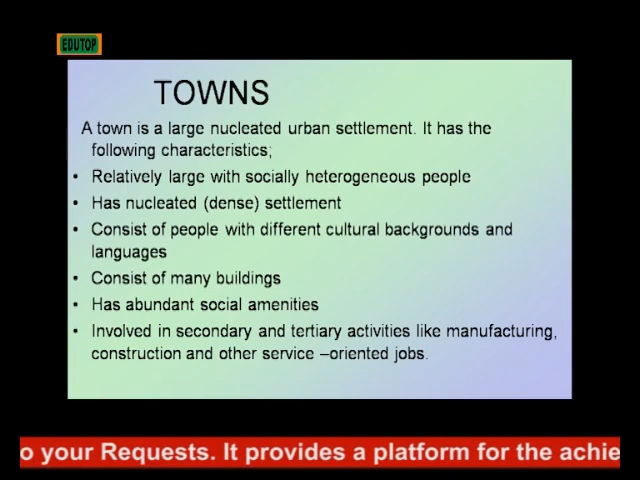 EDUTOP
TOWNS
A town is a large nucleated urban settlement. It has the
following characteristics;
• Relatively large with socially heterogeneous people
• Has nucleated (dense) settlement
• Consist of people with different cultural backgrounds and
languages
• Consist of many buildings
• Has abundant social amenities
• Involved in secondary and tertiary activities like manufacturing,
construction and other service –oriented jobs.
o your Requests. It provides a platform for the achie